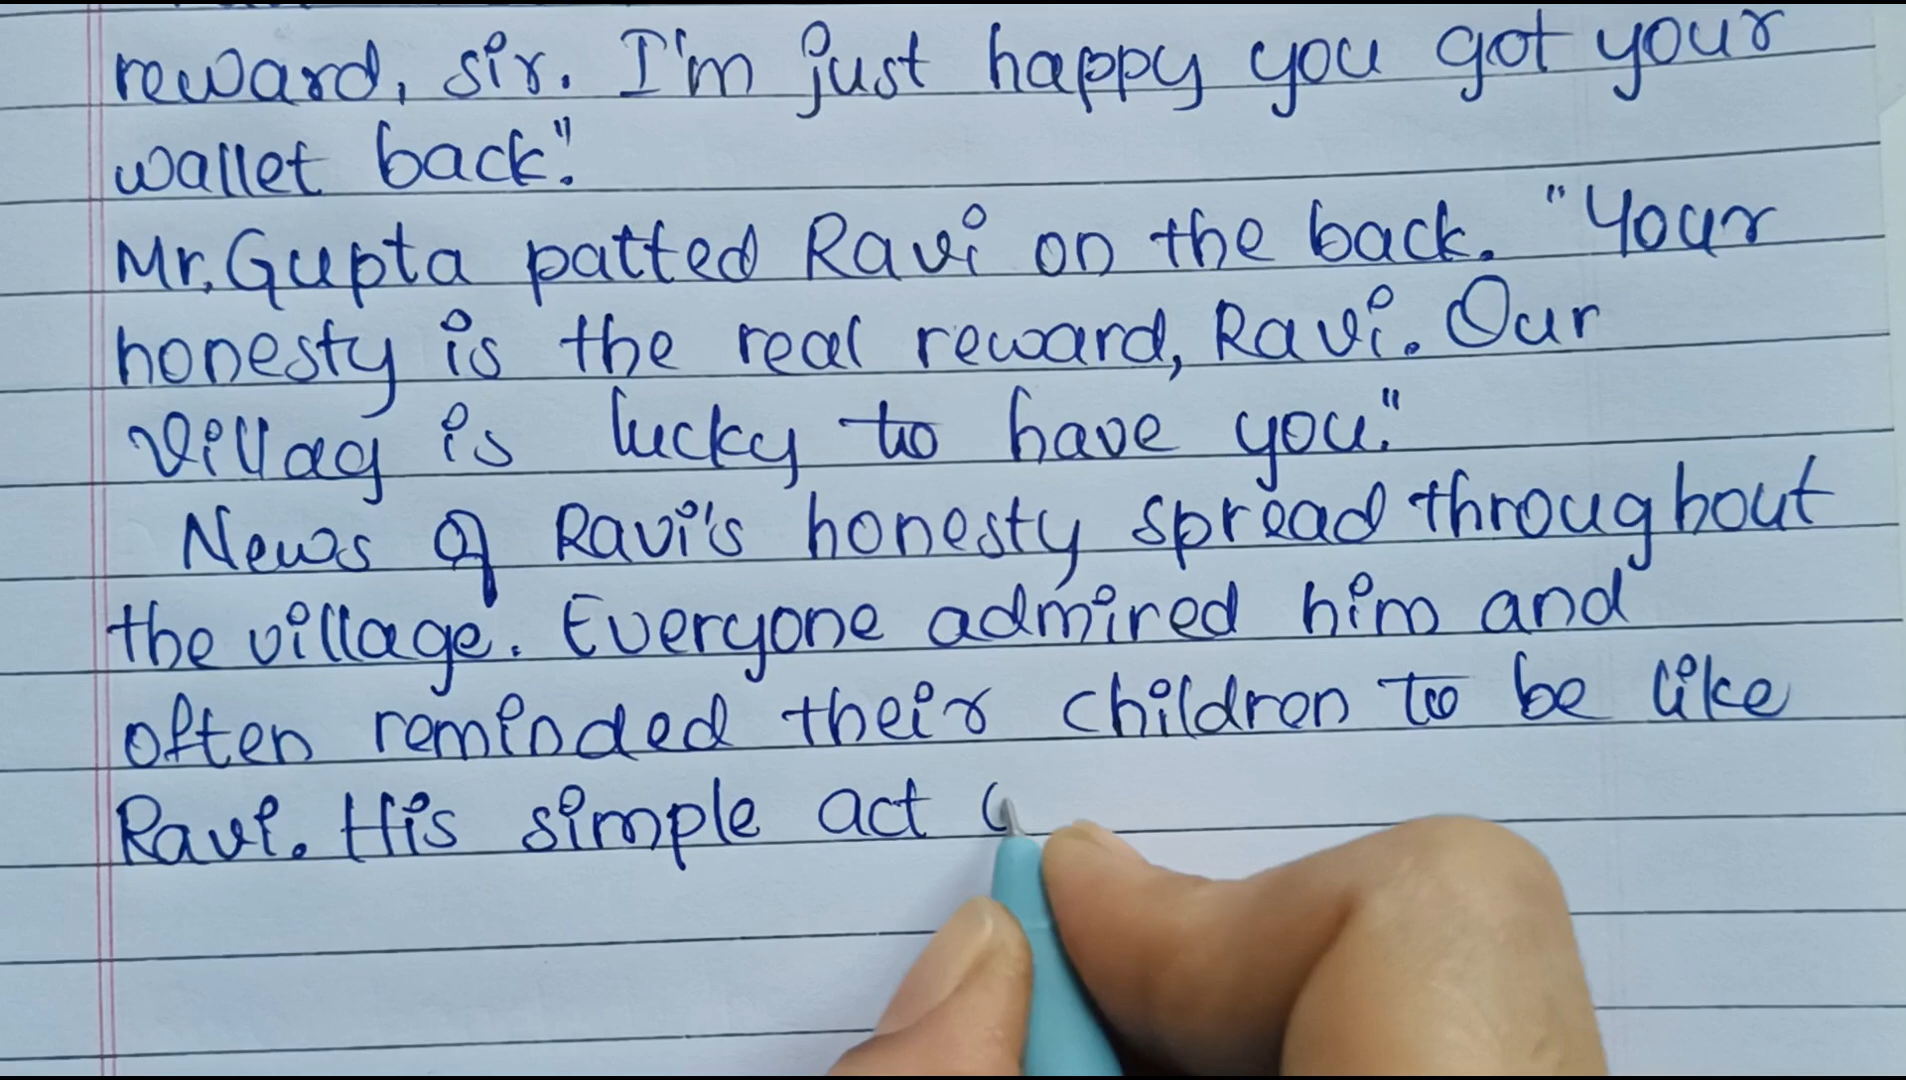 reward, sir. I'm just happy you got your
wallet back."
Mr. Gupta patted Ravi on the back. "Your
honesty is the real reward, Ravi. Our
villag is lucky to have you."
News of Ravi's honesty spread throughout
the village. Everyone admired him and
often reminded their children to be like
Ravi. His simple act